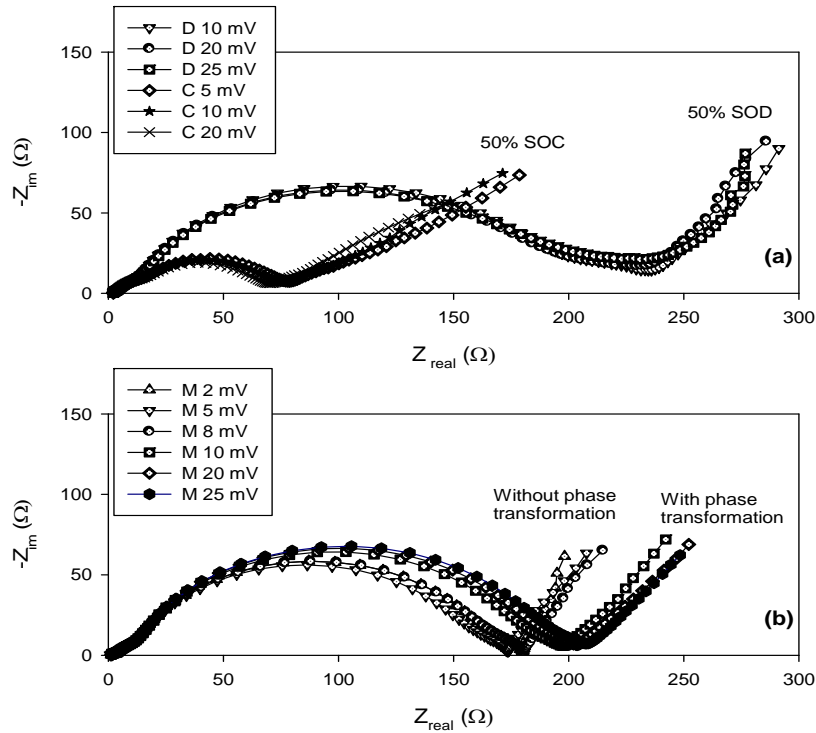 D 10 mV
D 20 mV
D 25 mV
C 5 mV
C 10 mV
C 20 mV
150
100
50
0
-Z_im (Ω)
50% SOC
50% SOD
(a)
0 50 100 150 200 250 300
Z_real (Ω)
M 2 mV
M 5 mV
M 8 mV
M 10 mV
M 20 mV
M 25 mV
150
100
50
0
-Z_im (Ω)
Without phase
transformation
With phase
transformation
(b)
0 50 100 150 200 250 300
Z_real (Ω)